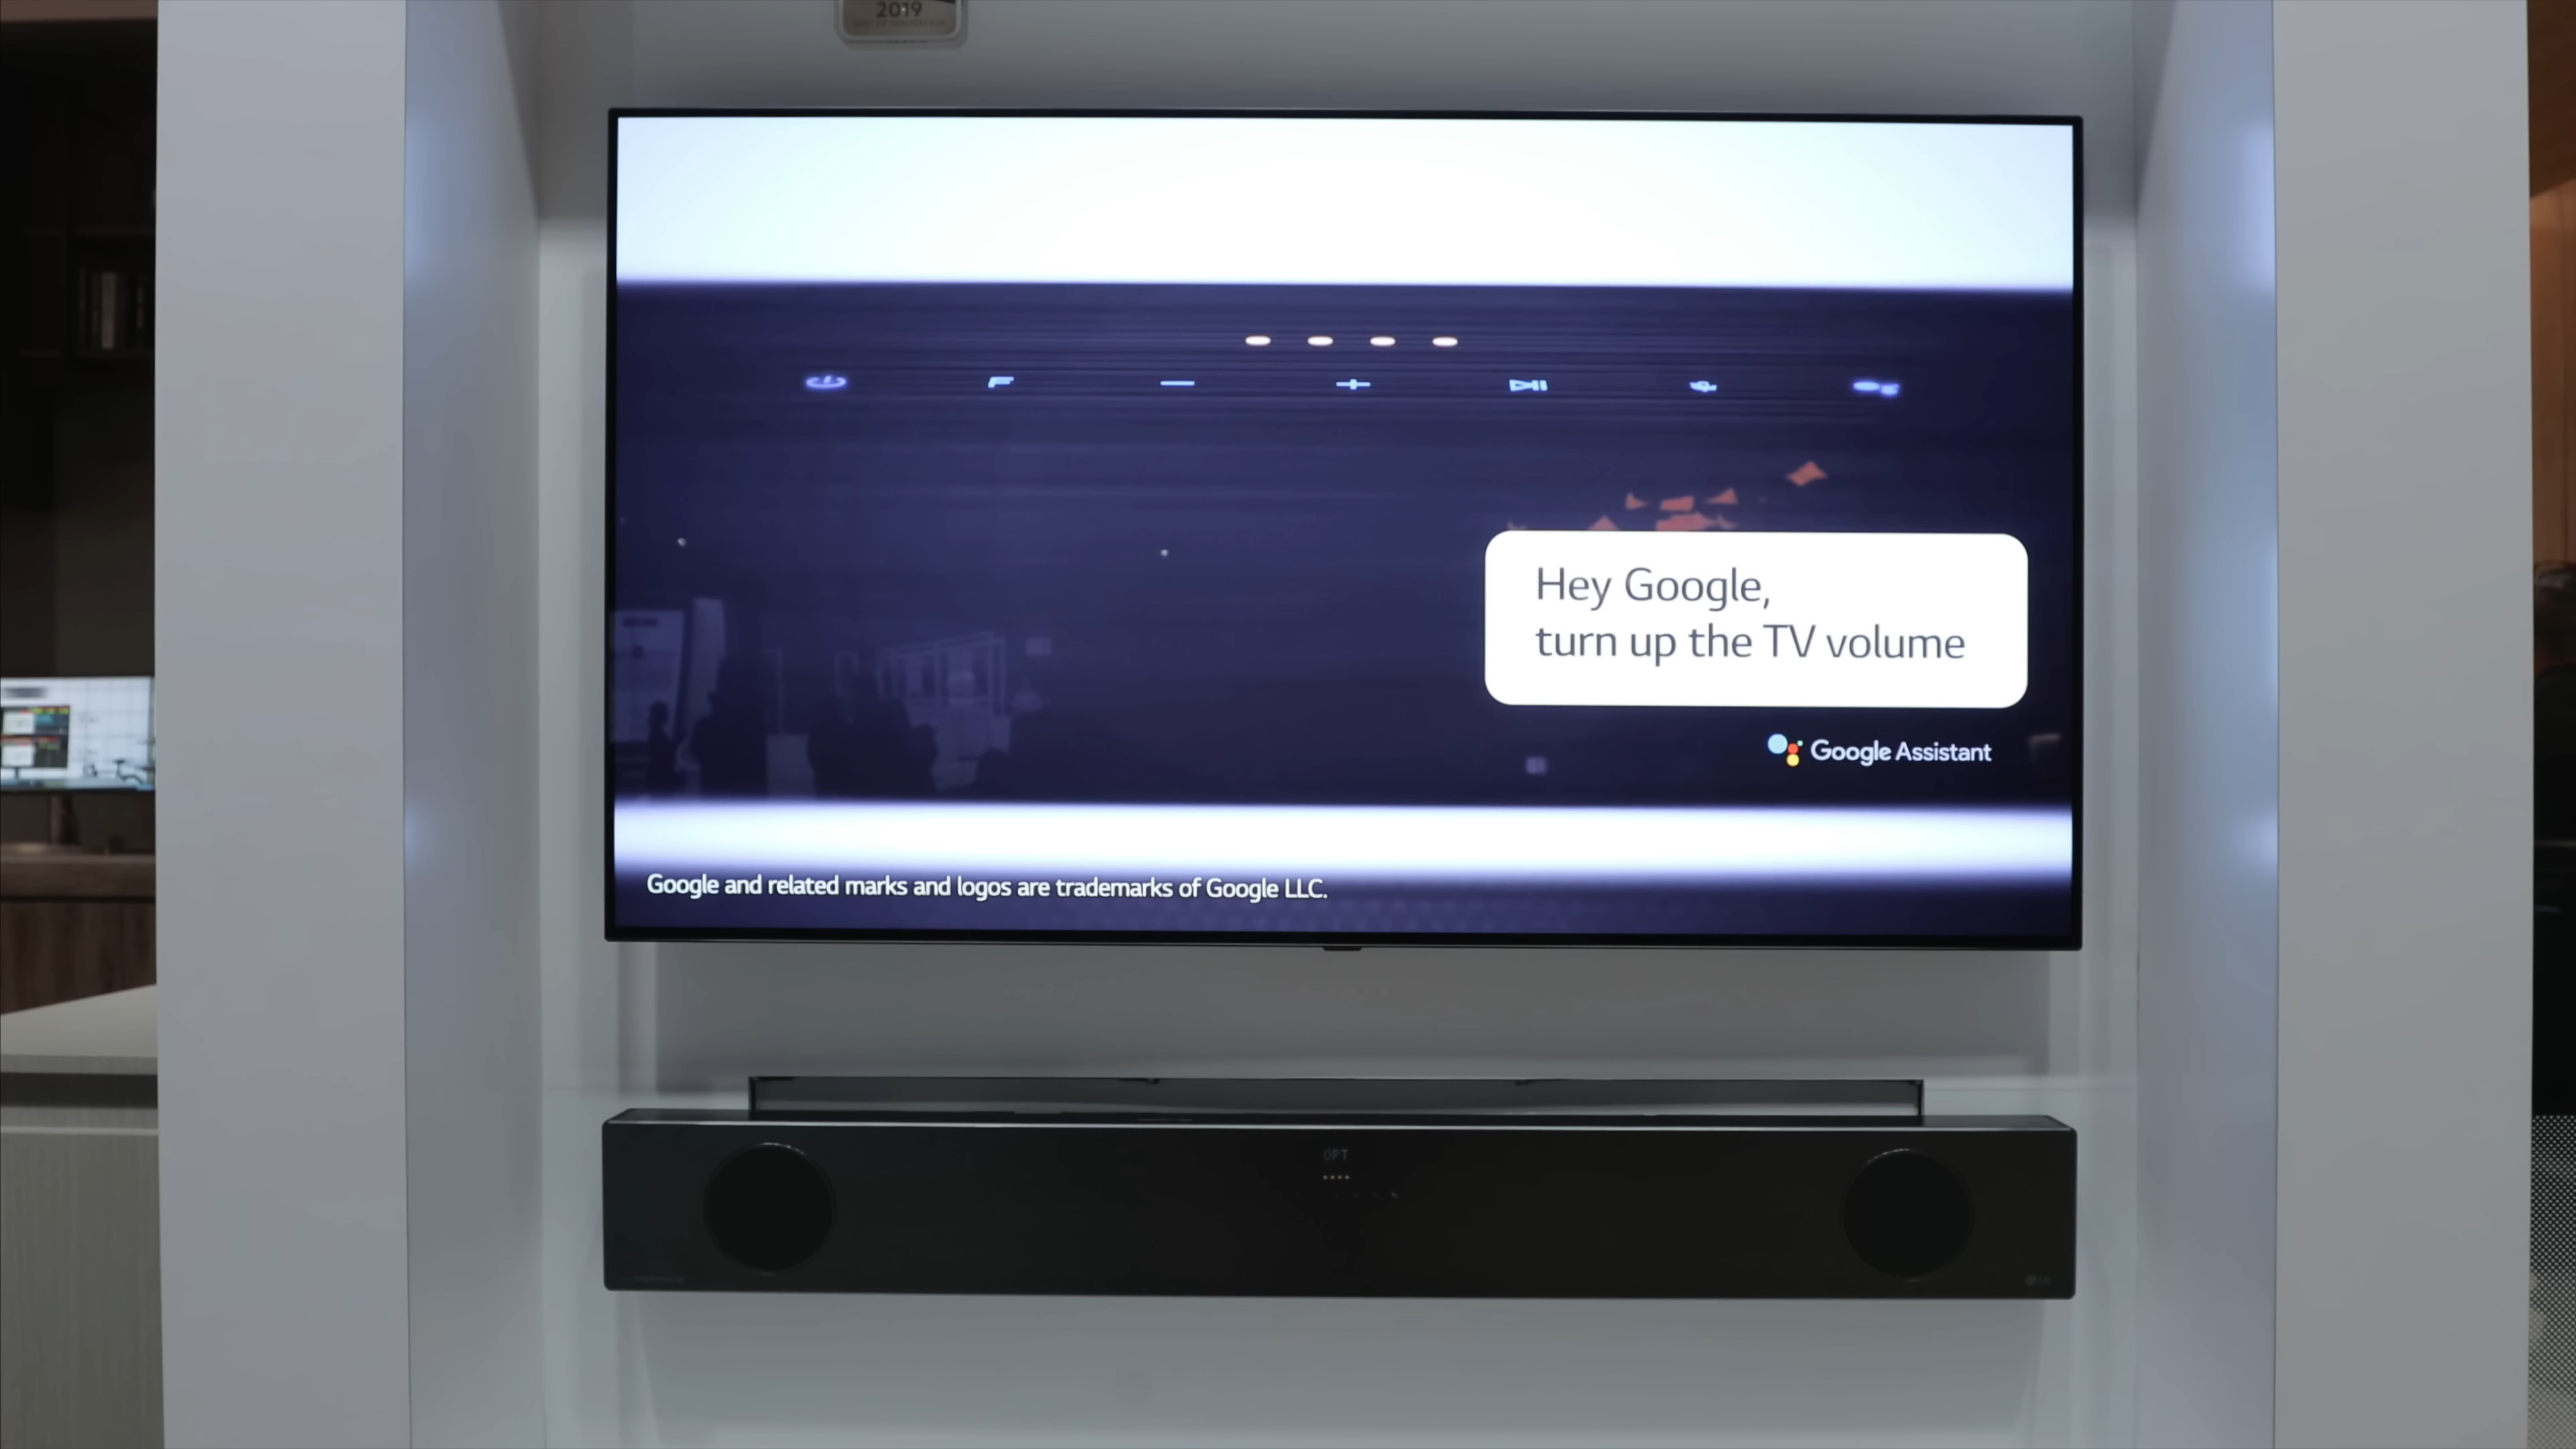 2019
Hey Google,
turn up the TV volume
Google Assistant
Google and related marks and logos are trademarks of Google LLC.
OPT
LG